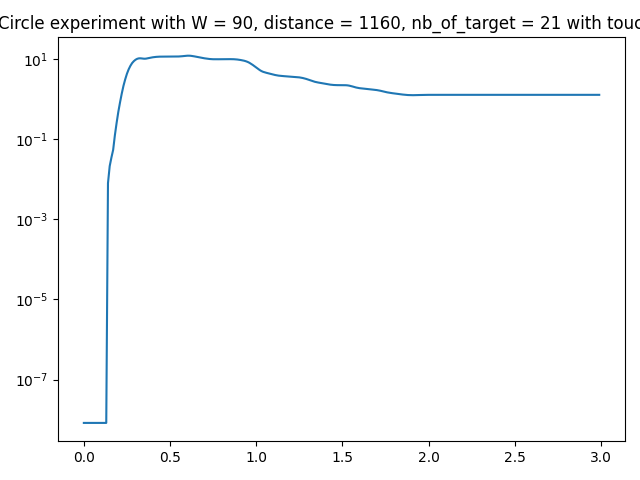 Circle experiment with W = 90, distance = 1160, nb_of_target = 21 with touc
10¹
10⁻¹
10⁻³
10⁻⁵
10⁻⁷
0.0 0.5 1.0 1.5 2.0 2.5 3.0